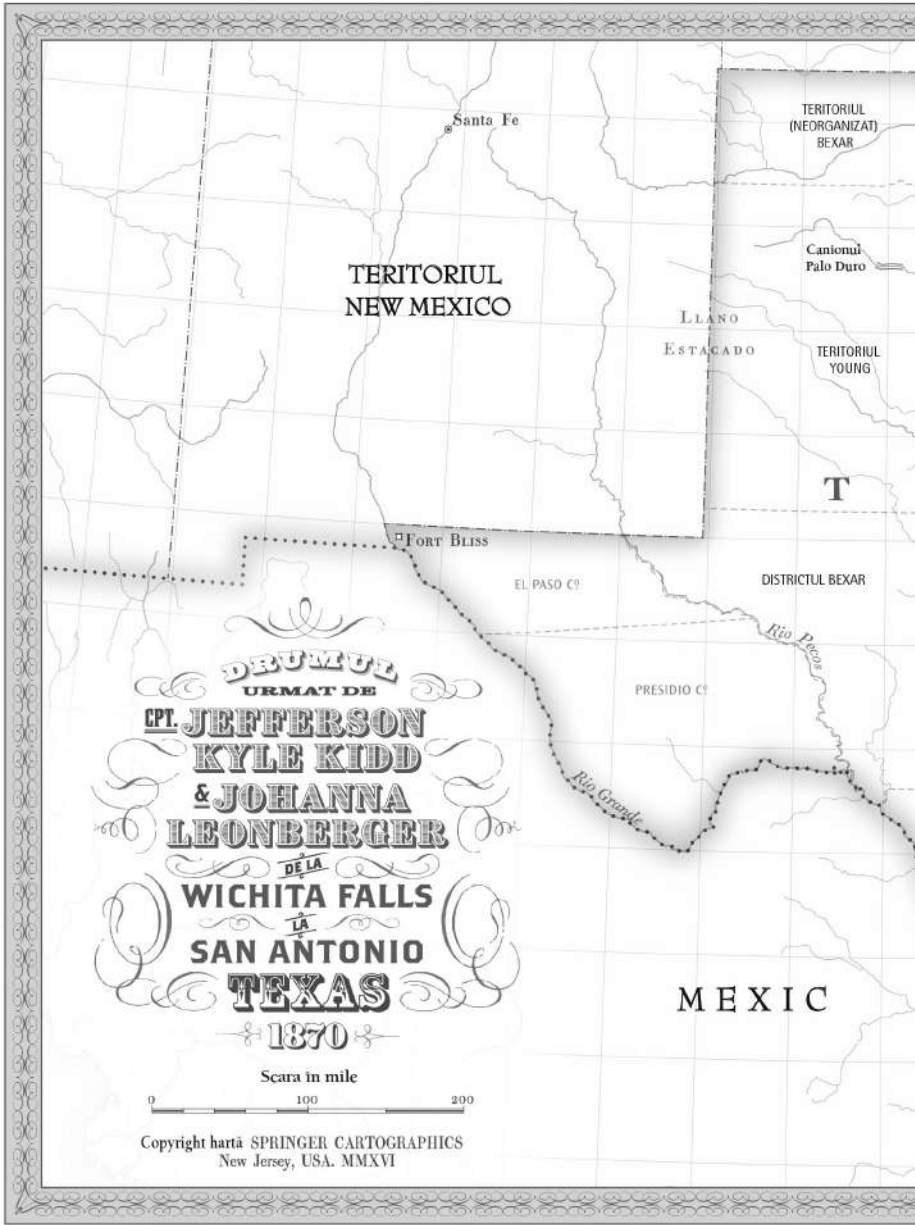 Santa Fe
TERITORIUL
(NEORGANIZAT)
BEXAR
Canionul
Palo Duro
TERITORIUL
NEW MEXICO
LLANO
ESTACADO
TERITORIUL
YOUNG
T
FORT BLISS
EL PASO Cº
DISTRICTUL BEXAR
Rio Pecos
PRESIDIO Cº
Rio Grande
DRUMUL
URMAT DE
CPT. JEFFERSON
KYLE KIDD
& JOHANNA
LEONBERGER
DE LA
WICHITA FALLS
LA
SAN ANTONIO
TEXAS
1870
MEXIC
Scara în mile
0 100 200
Copyright hartă SPRINGER CARTOGRAPHICS
New Jersey, USA. MMXVI